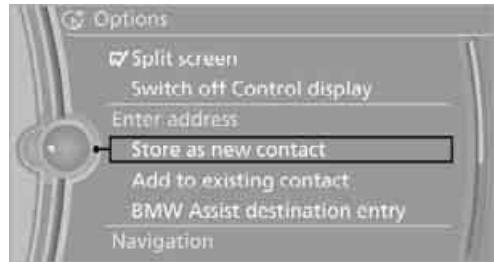 Options
Split screen
Switch off Control display
Enter address
Store as new contact
Add to existing contact
BMW Assist destination entry
Navigation